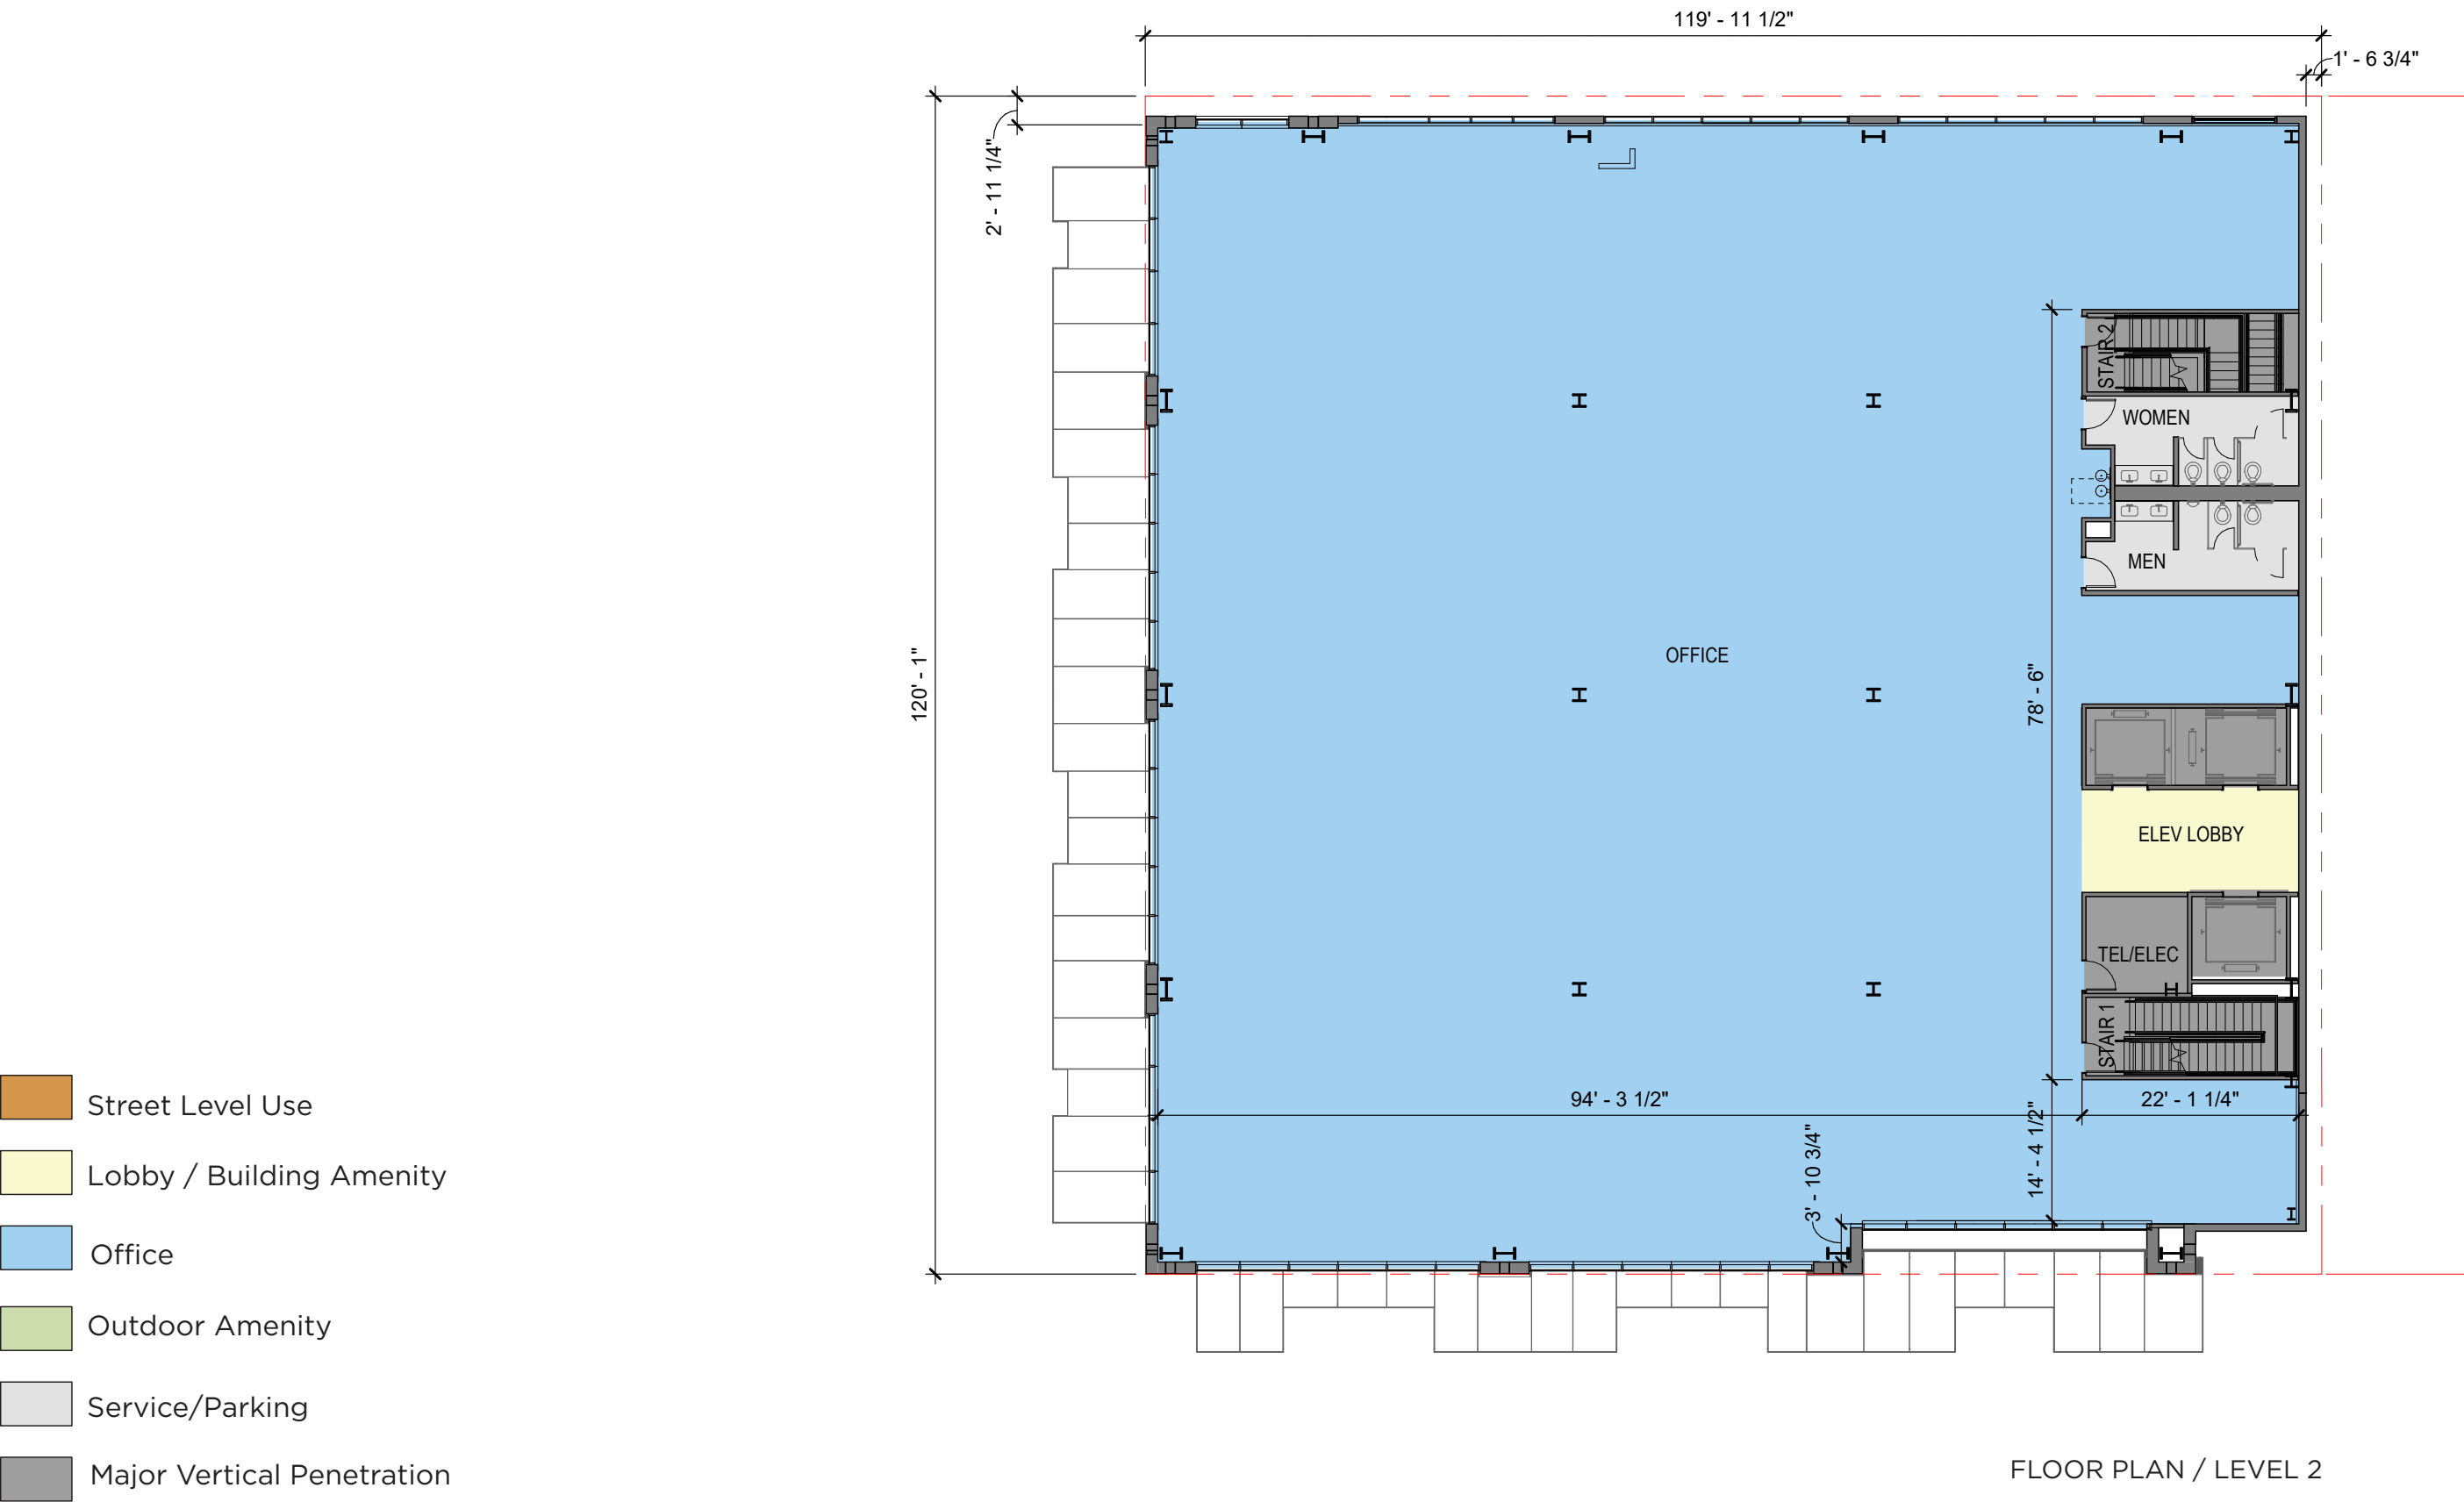 119' - 11 1/2"
1' - 6 3/4"
2' - 11 1/4"
120' - 1"
STAIR 2
WOMEN
MEN
OFFICE
78' - 6"
ELEV LOBBY
TEL/ELEC
STAIR 1
94' - 3 1/2"
22' - 1 1/4"
14' - 4 1/2"
3' - 10 3/4"
Street Level Use
Lobby / Building Amenity
Office
Outdoor Amenity
Service/Parking
Major Vertical Penetration
FLOOR PLAN / LEVEL 2